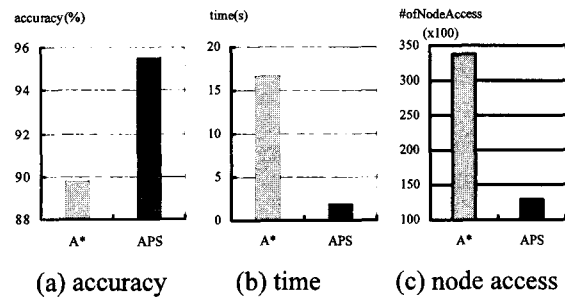 accuracy(%)
96
94
92
90
88
A*
APS
(a) accuracy
time(s)
20
15
10
5
0
A*
APS
(b) time
#ofNodeAccess
(x100)
350
300
250
200
150
100
A*
APS
(c) node access